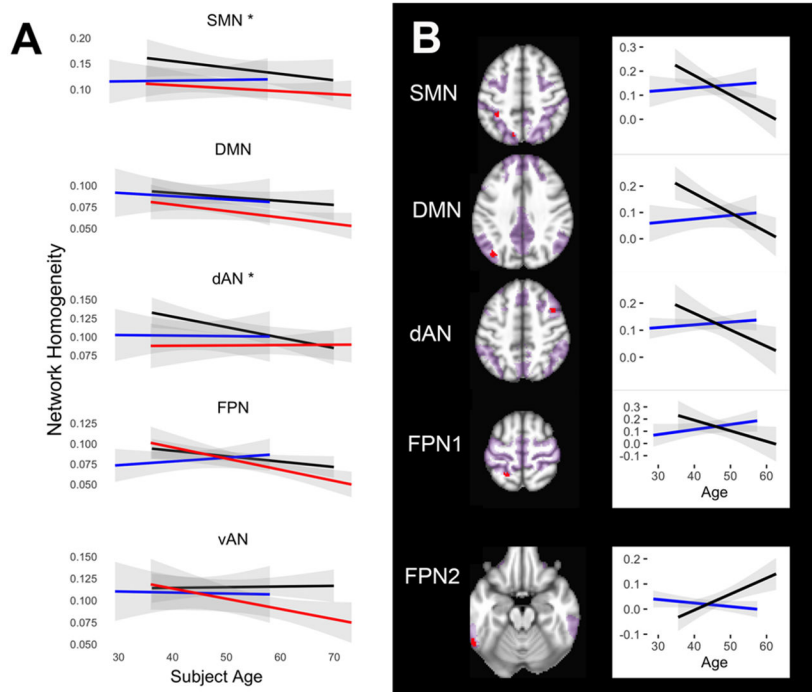 A
SMN *
0.20
0.15
0.10
DMN
0.100
0.075
0.050
dAN *
0.150
0.125
0.100
0.075
FPN
0.125
0.100
0.075
0.050
vAN
0.150
0.125
0.100
0.075
0.050
30 40 50 60 70
Subject Age
Network Homogeneity
B
SMN
0.3
0.2
0.1
0.0
DMN
0.2
0.1
0.0
dAN
0.2
0.1
0.0
FPN1
0.3
0.2
0.1
0.0
-0.1
30 40 50 60
Age
FPN2
0.2
0.1
0.0
-0.1
30 40 50 60
Age